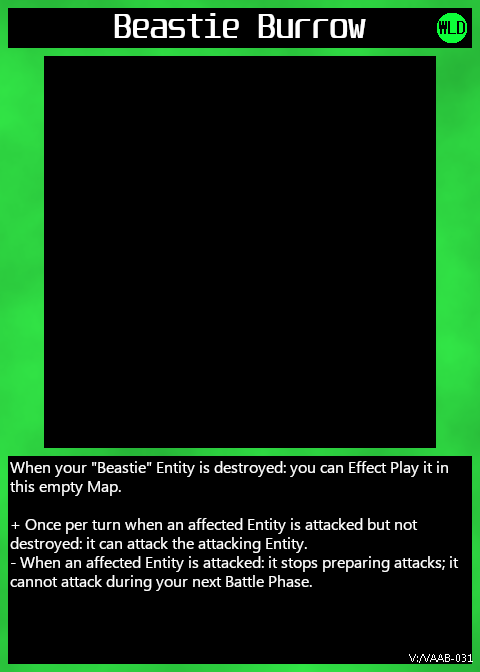 Beastie Burrow
WLD
When your "Beastie" Entity is destroyed: you can Effect Play it in
this empty Map.
+ Once per turn when an affected Entity is attacked but not
destroyed: it can attack the attacking Entity.
- When an affected Entity is attacked: it stops preparing attacks; it
cannot attack during your next Battle Phase.
V:/VAAB-031